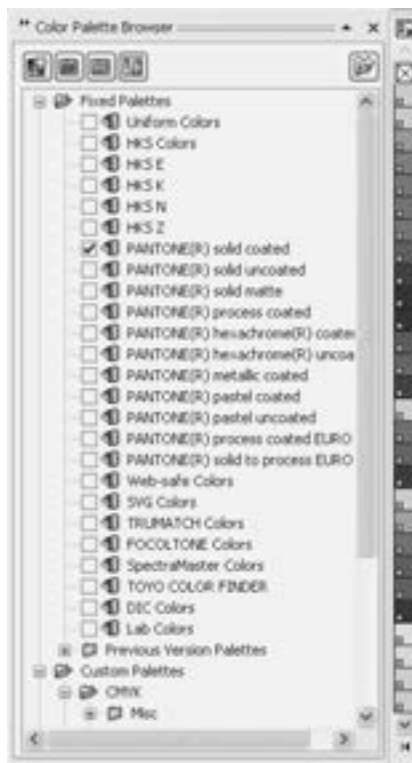 Color Palette Browser
Fixed Palettes
Uniform Colors
HKS Colors
HKS E
HKS K
HKS N
HKS Z
PANTONE(R) solid coated
PANTONE(R) solid uncoated
PANTONE(R) solid matte
PANTONE(R) process coated
PANTONE(R) hexachrome(R) coate
PANTONE(R) hexachrome(R) uncoa
PANTONE(R) metallic coated
PANTONE(R) pastel coated
PANTONE(R) pastel uncoated
PANTONE(R) process coated EURO
PANTONE(R) solid to process EURO
Web-safe Colors
SVG Colors
TRUMATCH Colors
FOCOLTONE Colors
SpectraMaster Colors
TOYO COLOR FINDER
DIC Colors
Lab Colors
Previous Version Palettes
Custom Palettes
CMYK
Misc